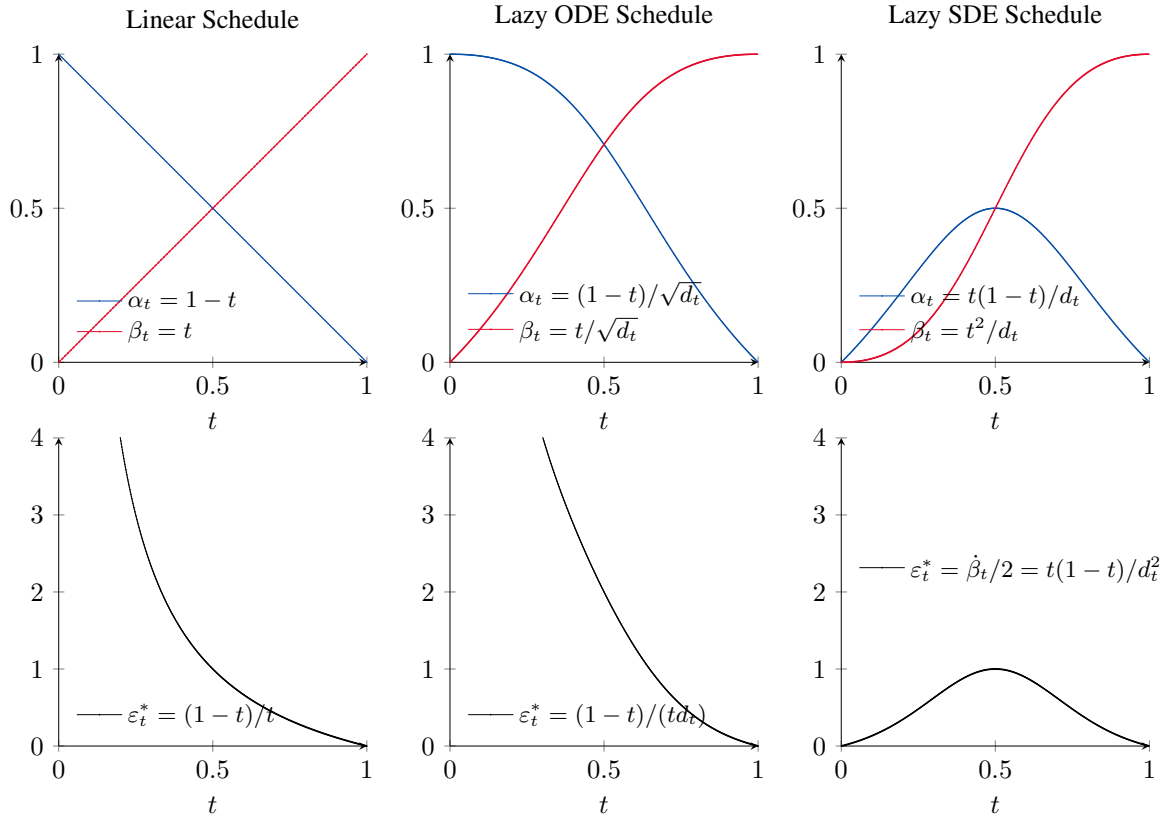 Linear Schedule
1
0.5
0
0
0.5
1
α_t = 1 − t
β_t = t
t
Lazy ODE Schedule
1
0.5
0
0
0.5
1
α_t = (1 − t)/√d_t
β_t = t/√d_t
t
Lazy SDE Schedule
1
0.5
0
0
0.5
1
α_t = t(1 − t)/d_t
β_t = t²/d_t
t
4
3
2
1
0
0
0.5
1
ε*_t = (1 − t)/t
t
4
3
2
1
0
0
0.5
1
ε*_t = (1 − t)/(td_t)
t
4
3
2
1
0
0
0.5
1
ε*_t = β̇_t/2 = t(1 − t)/d²_t
t